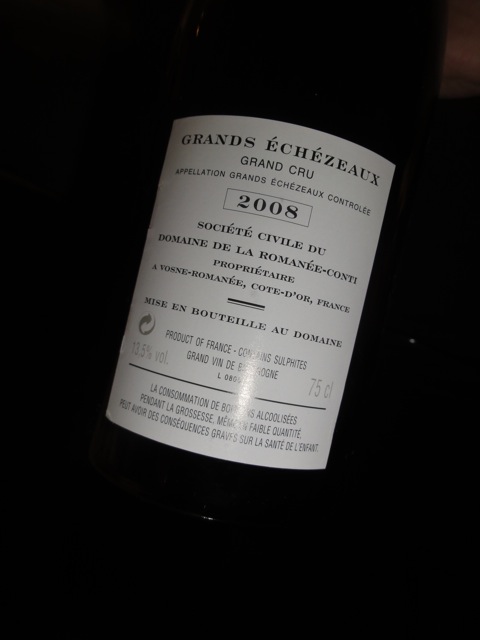 GRANDS ÉCHÉZEAUX
GRAND CRU
APPELLATION GRANDS ÉCHÉZEAUX CONTROLÉE
2008
SOCIÉTÉ CIVILE DU
DOMAINE DE LA ROMANÉE-CONTI
PROPRIÉTAIRE
A VOSNE-ROMANÉE, COTE-D'OR, FRANCE
MISE EN BOUTEILLE AU DOMAINE
PRODUCT OF FRANCE - CONTAINS SULPHITES
13,5% vol. GRAND VIN DE BOURGOGNE 75 cl
LA CONSOMMATION DE BOISSONS ALCOOLISÉES
PENDANT LA GROSSESSE, MÊME EN FAIBLE QUANTITÉ,
PEUT AVOIR DES CONSÉQUENCES GRAVES SUR LA SANTÉ DE L'ENFANT.